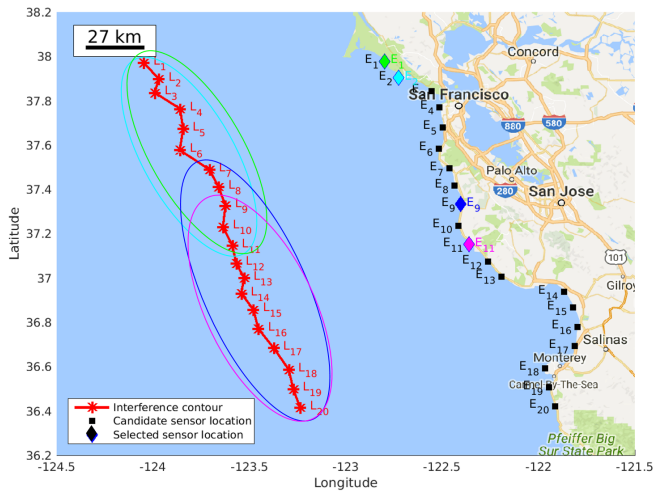 38.2
38
37.8
37.6
37.4
37.2
37
36.8
36.6
36.4
36.2
Latitude
27 km
L1
L2
L3
L4
L5
L6
L7
L8
L9
L10
L11
L12
L13
L14
L15
L16
L17
L18
L19
L20
E1 E1
E2
E4
E5
E6
E7
E8
E9 E9
E10
E11 E11
E12
E13
E14
E15
E16
E17
E18
E19
E20
Concord
San Francisco
880
580
Palo Alto
280
San Jose
101
Gilroy
Salinas
Monterey
Carmel-By-The-Sea
Pfeiffer Big
Sur State Park
Interference contour
Candidate sensor location
Selected sensor location
-124.5 -124 -123.5 -123 -122.5 -122 -121.5
Longitude